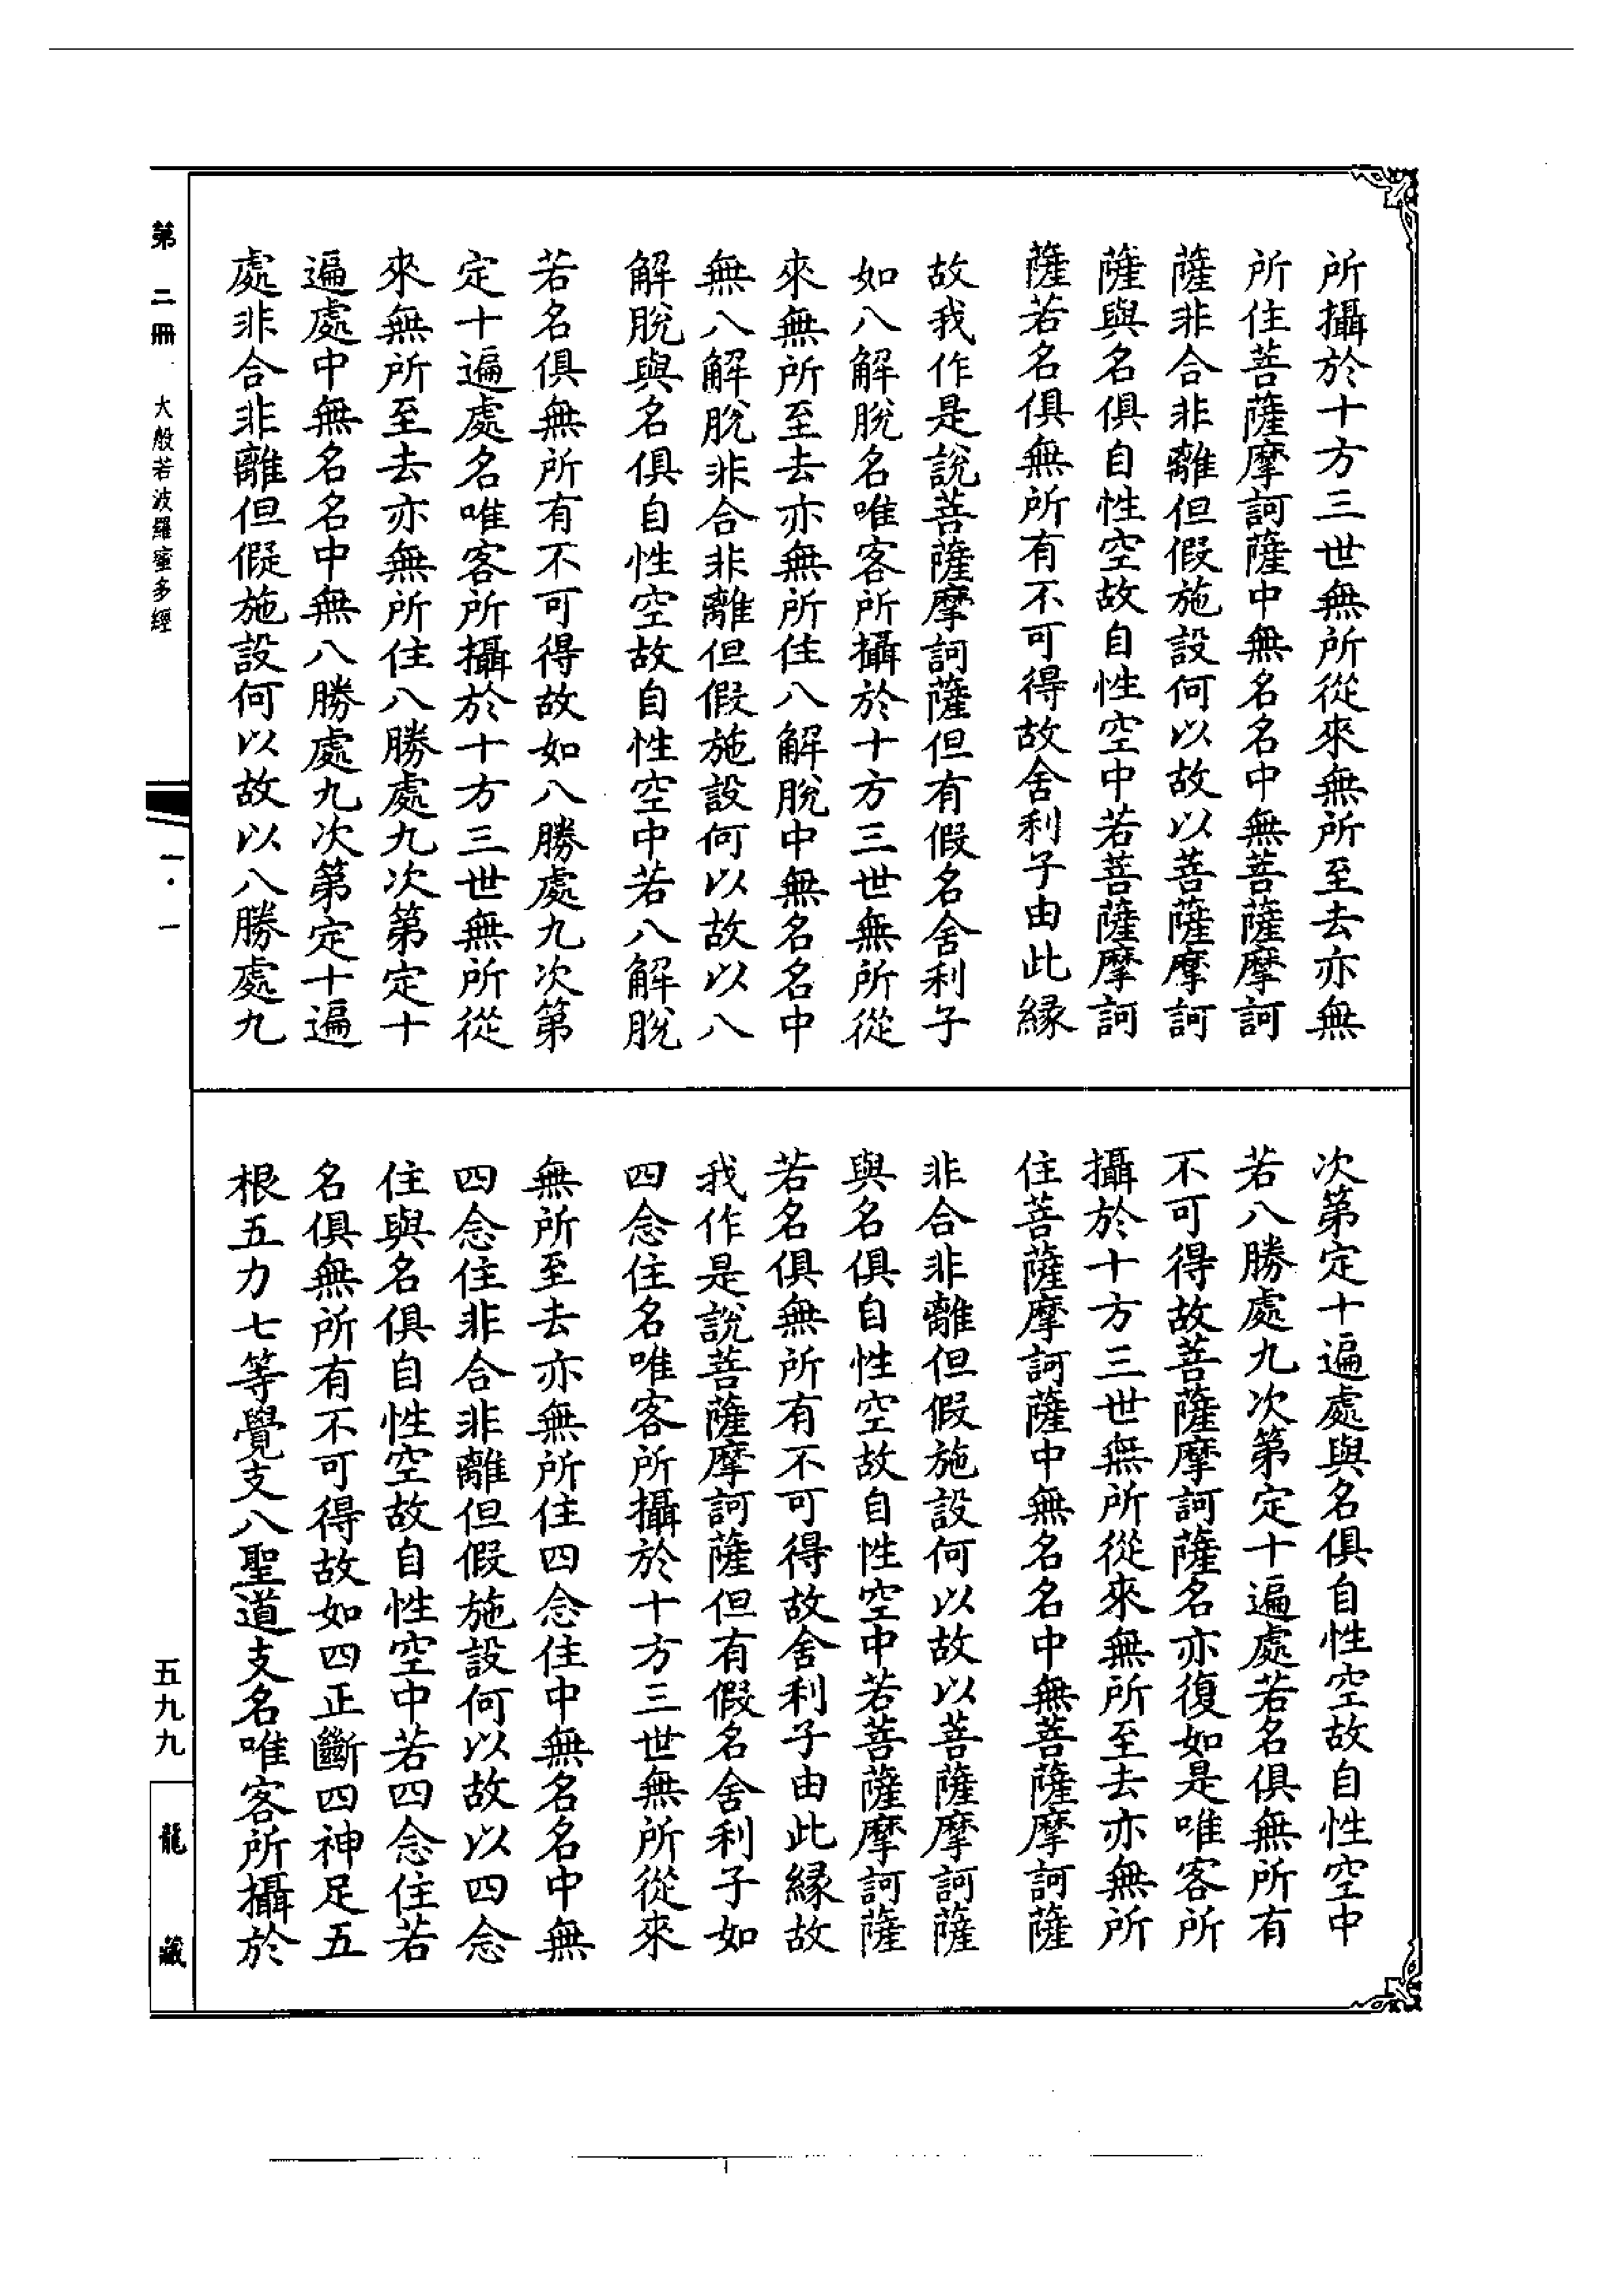 所攝於十方三世無所從來無所至去亦無
所住菩薩摩訶薩中無名名中無菩薩摩訶
薩非合非離但假施設何以故以菩薩摩訶
薩與名俱自性空故自性空中若菩薩摩訶
薩若名俱無所有不可得故舍利子由此緣
故我作是說菩薩摩訶薩但有假名舍利子
如八解脫名唯客所攝於十方三世無所從
來無所至去亦無所住八解脫中無名名中
無八解脫非合非離但假施設何以故以八
解脫與名俱自性空故自性空中若八解脫
若名俱無所有不可得故如八勝處九次第
定十遍處名唯客所攝於十方三世無所從
來無所至去亦無所住八勝處九次第定十
遍處中無名名中無八勝處九次第定十遍
處非合非離但假施設何以故以八勝處九
次第定十遍處與名俱自性空故自性空中
若八勝處九次第定十遍處若名俱無所有
不可得故菩薩摩訶薩名亦復如是唯客所
攝於十方三世無所從來無所至去亦無所
住菩薩摩訶薩中無名名中無菩薩摩訶薩
非合非離但假施設何以故以菩薩摩訶薩
與名俱自性空故自性空中若菩薩摩訶薩
若名俱無所有不可得故舍利子由此緣故
我作是說菩薩摩訶薩但有假名舍利子如
四念住名唯客所攝於十方三世無所從來
無所至去亦無所住四念住中無名名中無
四念住非合非離但假施設何以故以四念
住與名俱自性空故自性空中若四念住若
名俱無所有不可得故如四正斷四神足五
根五力七等覺支八聖道支名唯客所攝於
第二冊 大般若波羅蜜多經
一·一
五九九
龍藏